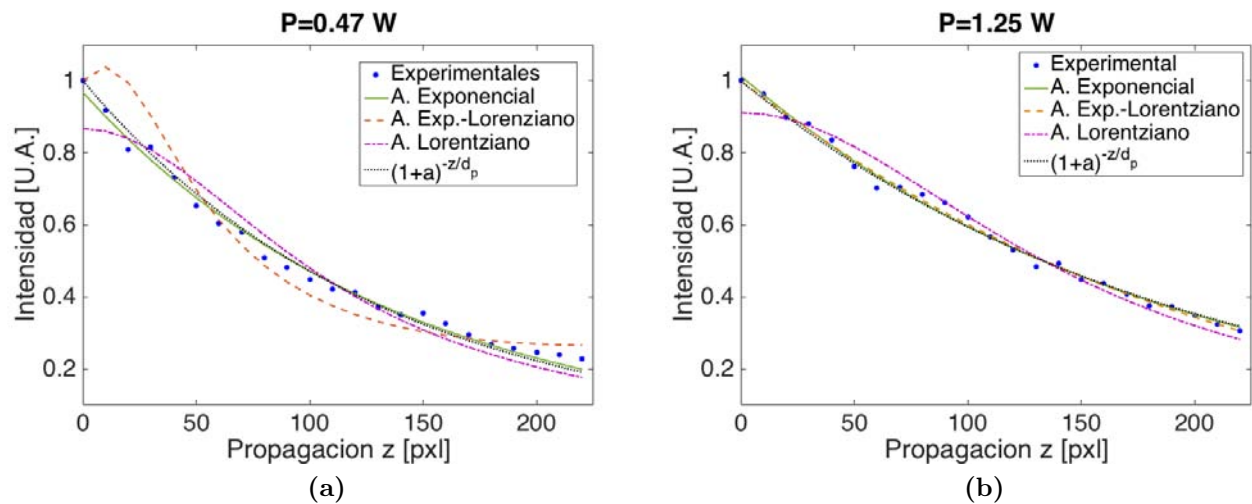 P=0.47 W
1
0.8
0.6
0.4
0.2
Intensidad [U.A.]
Experimentales
A. Exponencial
A. Exp.-Lorenziano
A. Lorentziano
(1+a)^{-z/d_p}
0 50 100 150 200
Propagacion z [pxl]
(a)
P=1.25 W
1
0.8
0.6
0.4
0.2
Intensidad [U.A.]
Experimental
A. Exponencial
A. Exp.-Lorentziano
A. Lorentziano
(1+a)^{-z/d_p}
0 50 100 150 200
Propagacion z [pxl]
(b)